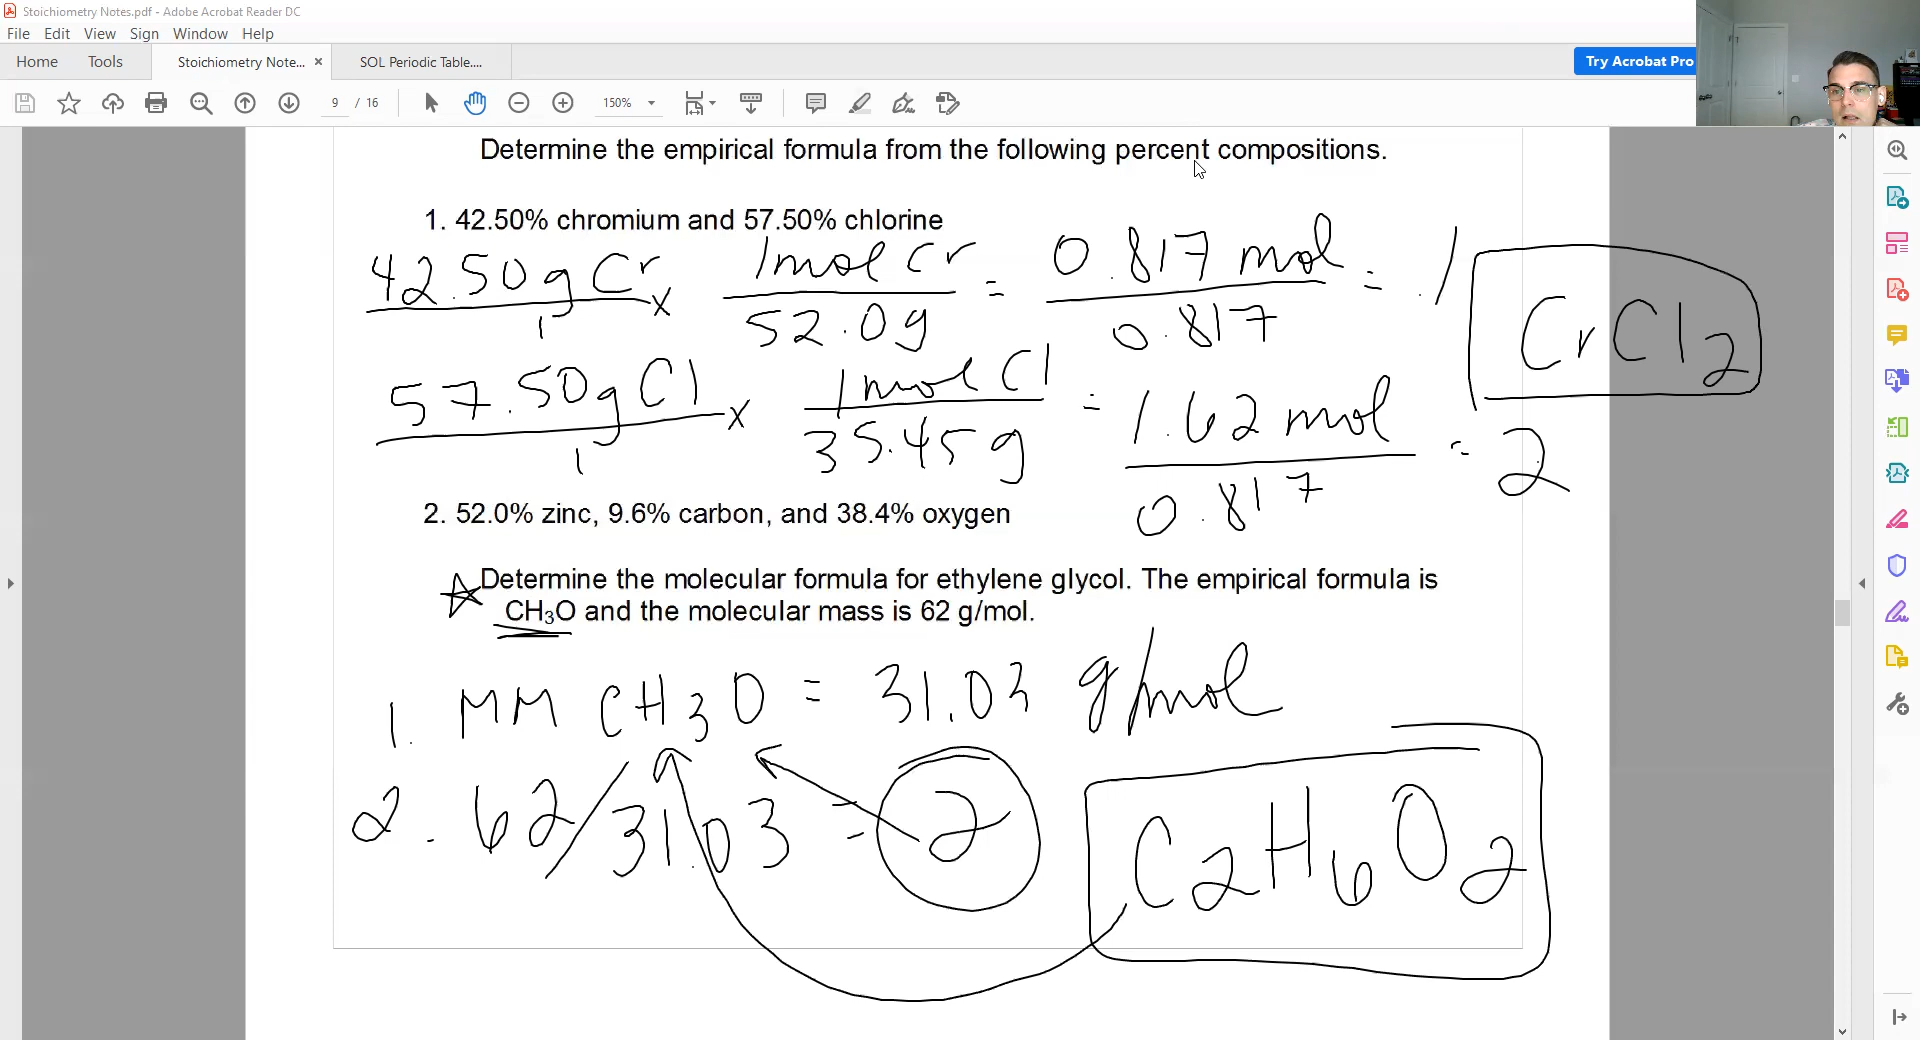 Stoichiometry Notes.pdf - Adobe Acrobat Reader DC
File Edit View Sign Window Help
Home Tools Stoichiometry Note... × SOL Periodic Table.... Try Acrobat Pro
9 / 16 150%
Determine the empirical formula from the following percent compositions.
1. 42.50% chromium and 57.50% chlorine
42.50g Cr / 1 x 1mol Cr / 52.0g = 0.817 mol / 0.817 = 1
CrCl2
57.50g Cl / 1 x 1mol Cl / 35.45g = 1.62 mol / 0.817 = 2
2. 52.0% zinc, 9.6% carbon, and 38.4% oxygen
Determine the molecular formula for ethylene glycol. The empirical formula is
CH₃O and the molecular mass is 62 g/mol.
1. MM CH3O = 31.03 g/mol
2. 62/31.03 = 2
C2H6O2